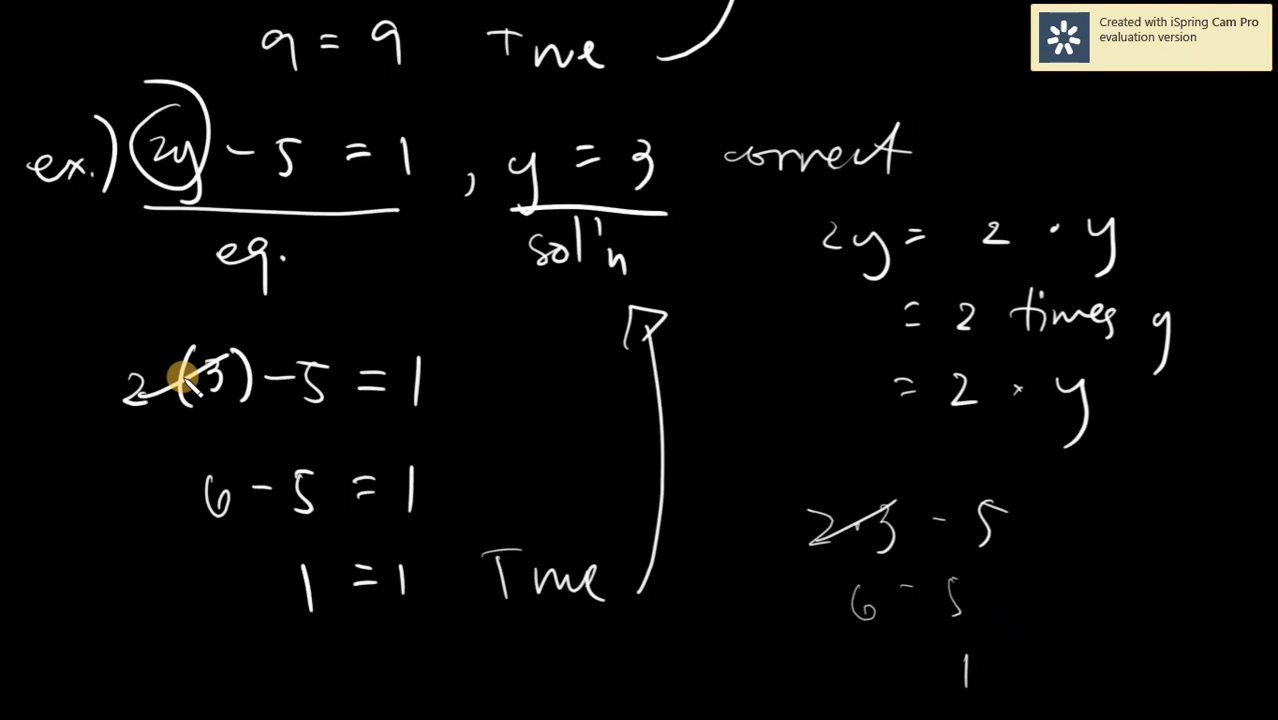 Created with iSpring Cam Pro
evaluation version
9 = 9 True
ex.) 2y - 5 = 1 , y = 3 correct
eq. sol'n
2y = 2 · y
= 2 times y
= 2 × y
2(3) - 5 = 1
6 - 5 = 1
1 = 1 True
2·3 - 5
6 - 5
1